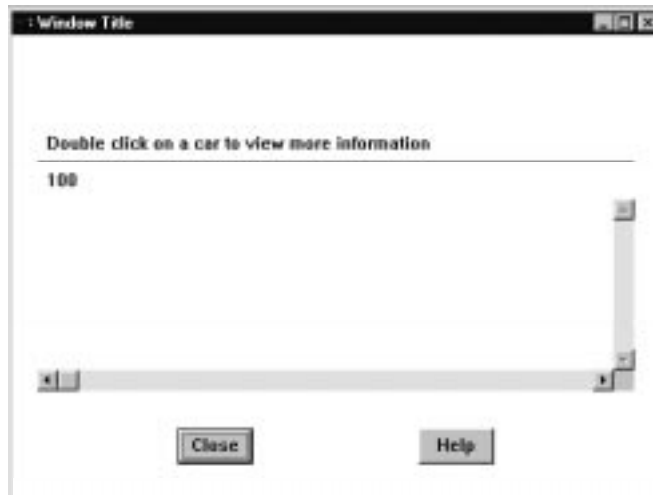 Window Title
Double click on a car to view more information
100
Close
Help